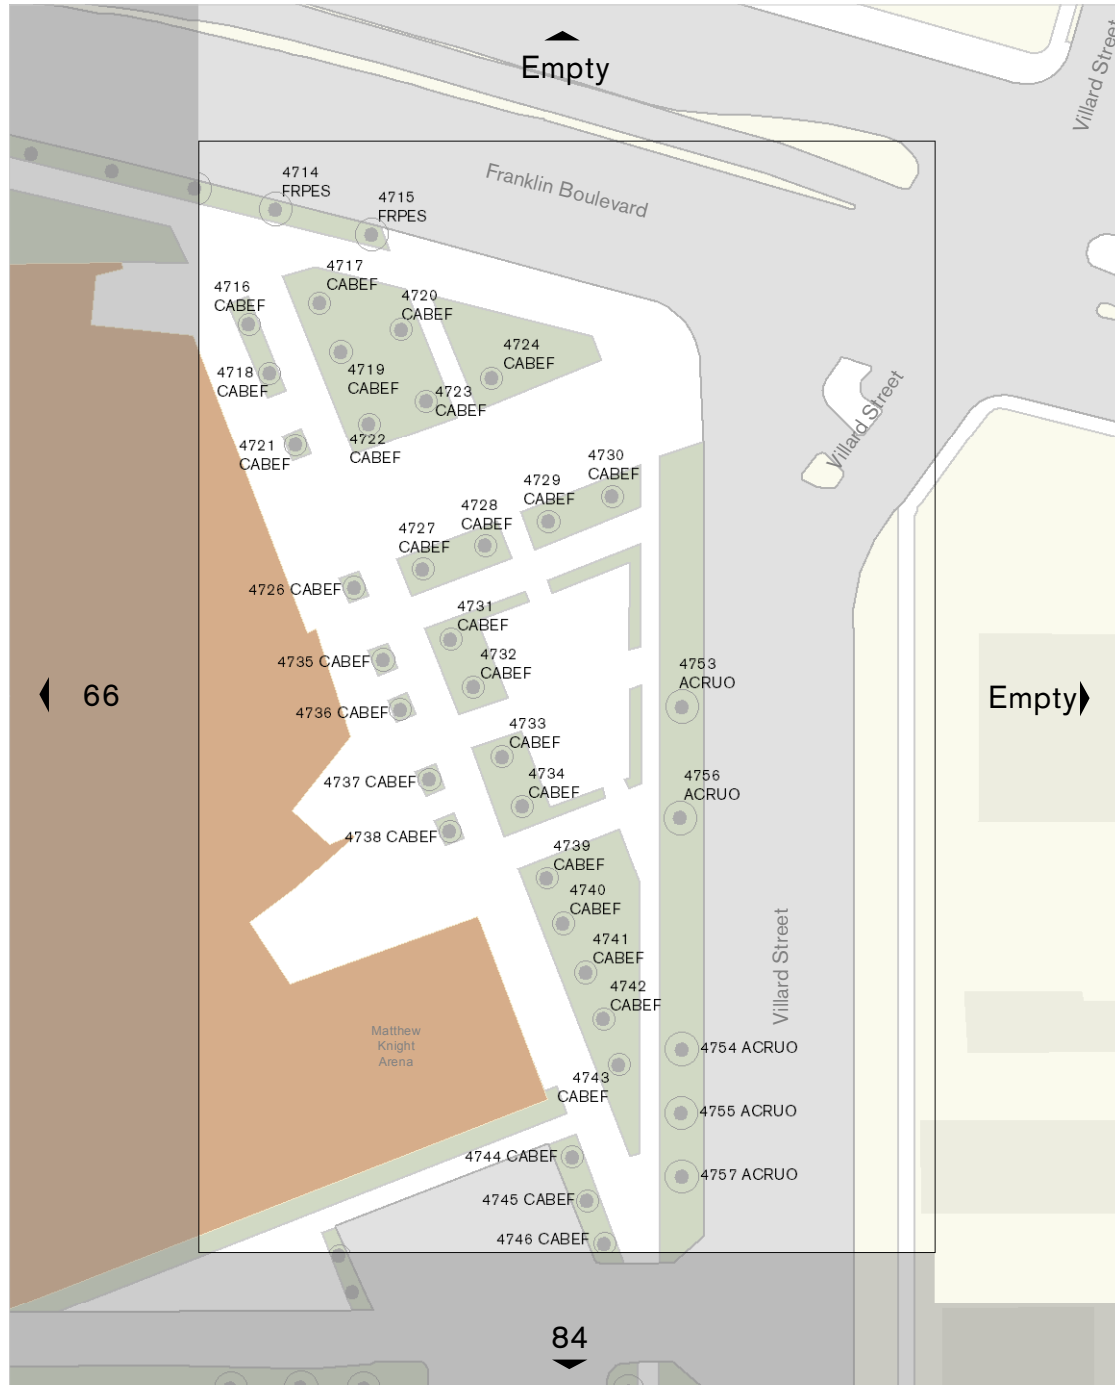 Empty
Villard Street
Franklin Boulevard
4714
FRPES
4715
FRPES
4716
CABEF
4717
CABEF
4720
CABEF
4718
CABEF
4719
CABEF
4724
CABEF
4723
CABEF
4721
CABEF
4722
CABEF
Villard Street
4730
CABEF
4729
CABEF
4728
CABEF
4727
CABEF
4726 CABEF
4731
CABEF
4735 CABEF
4732
CABEF
4753
ACRUO
66
Empty
4736 CABEF
4733
CABEF
4737 CABEF
4734
CABEF
4756
ACRUO
4738 CABEF
4739
CABEF
4740
CABEF
4741
CABEF
4742
CABEF
Villard Street
Matthew
Knight
Arena
4754 ACRUO
4743
CABEF
4755 ACRUO
4744 CABEF
4757 ACRUO
4745 CABEF
4746 CABEF
84